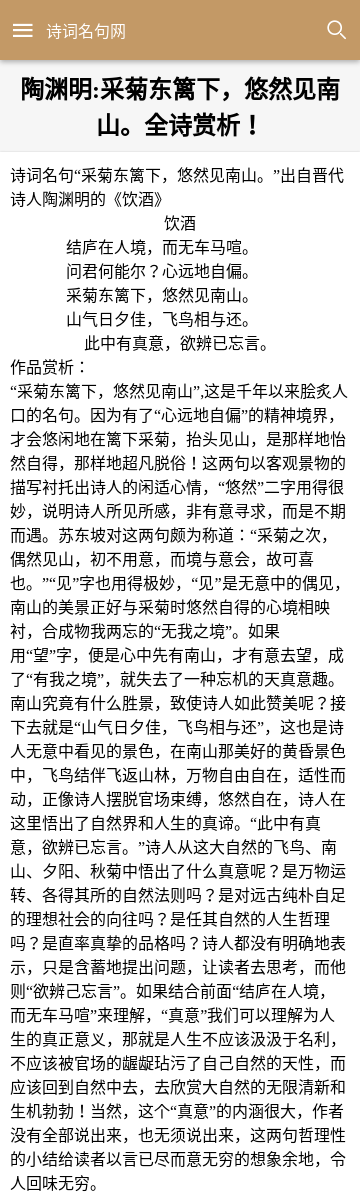 诗词名句网
陶渊明:采菊东篱下，悠然见南
山。全诗赏析！
诗词名句“采菊东篱下，悠然见南山。”出自晋代
诗人陶渊明的《饮酒》
饮酒
结庐在人境，而无车马喧。
问君何能尔？心远地自偏。
采菊东篱下，悠然见南山。
山气日夕佳，飞鸟相与还。
此中有真意，欲辨已忘言。
作品赏析：
“采菊东篱下，悠然见南山”,这是千年以来脍炙人
口的名句。因为有了“心远地自偏”的精神境界，
才会悠闲地在篱下采菊，抬头见山，是那样地怡
然自得，那样地超凡脱俗！这两句以客观景物的
描写衬托出诗人的闲适心情，“悠然”二字用得很
妙，说明诗人所见所感，非有意寻求，而是不期
而遇。苏东坡对这两句颇为称道：“采菊之次，
偶然见山，初不用意，而境与意会，故可喜
也。”“见”字也用得极妙，“见”是无意中的偶见，
南山的美景正好与采菊时悠然自得的心境相映
衬，合成物我两忘的“无我之境”。如果
用“望”字，便是心中先有南山，才有意去望，成
了“有我之境”，就失去了一种忘机的天真意趣。
南山究竟有什么胜景，致使诗人如此赞美呢？接
下去就是“山气日夕佳，飞鸟相与还”，这也是诗
人无意中看见的景色，在南山那美好的黄昏景色
中，飞鸟结伴飞返山林，万物自由自在，适性而
动，正像诗人摆脱官场束缚，悠然自在，诗人在
这里悟出了自然界和人生的真谛。“此中有真
意，欲辨已忘言。”诗人从这大自然的飞鸟、南
山、夕阳、秋菊中悟出了什么真意呢？是万物运
转、各得其所的自然法则吗？是对远古纯朴自足
的理想社会的向往吗？是任其自然的人生哲理
吗？是直率真挚的品格吗？诗人都没有明确地表
示，只是含蓄地提出问题，让读者去思考，而他
则“欲辨己忘言”。如果结合前面“结庐在人境，
而无车马喧”来理解，“真意”我们可以理解为人
生的真正意义，那就是人生不应该汲汲于名利，
不应该被官场的龌龊玷污了自己自然的天性，而
应该回到自然中去，去欣赏大自然的无限清新和
生机勃勃！当然，这个“真意”的内涵很大，作者
没有全部说出来，也无须说出来，这两句哲理性
的小结给读者以言已尽而意无穷的想象余地，令
人回味无穷。